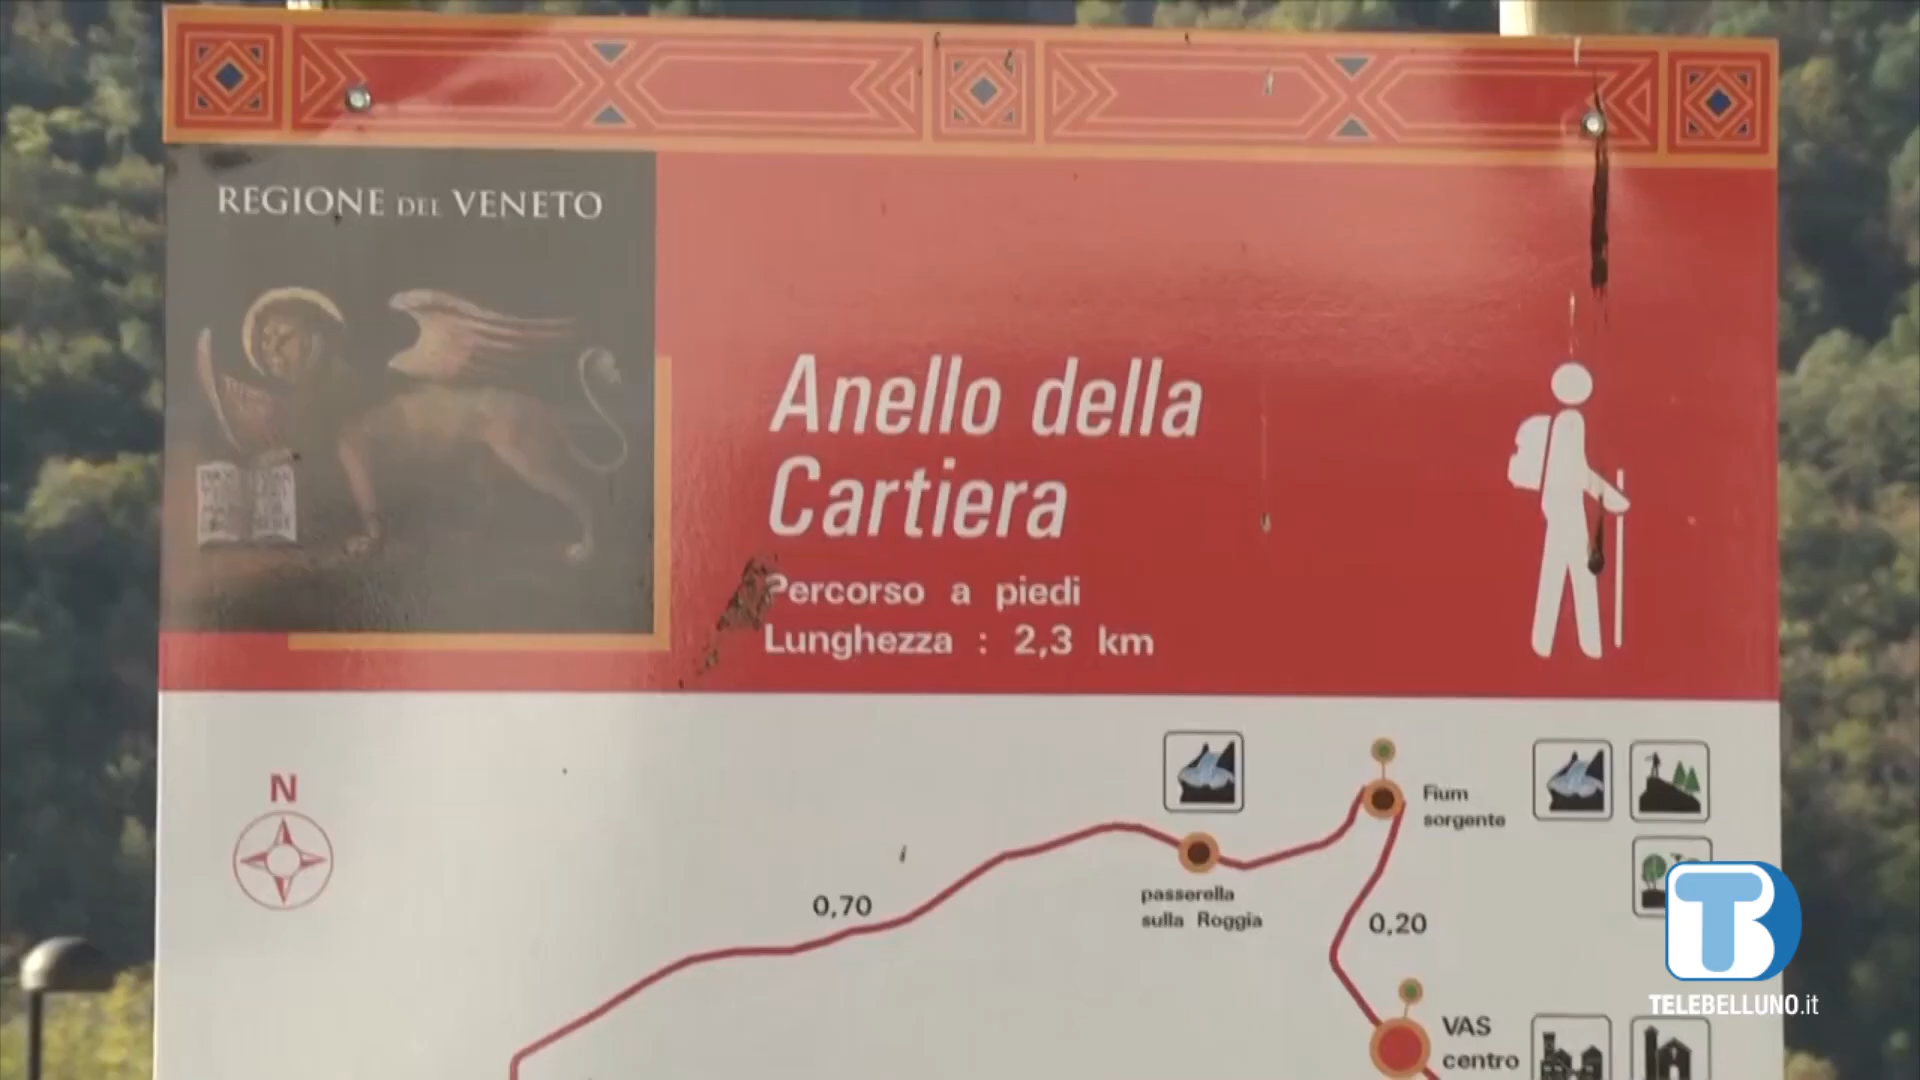 REGIONE DEL VENETO
Anello della
Cartiera
Percorso a piedi
Lunghezza : 2,3 km
N
Fium
sorgente
passerella
sulla Roggia
0,70
0,20
VAS
centro
TB
TELEBELLUNO.it